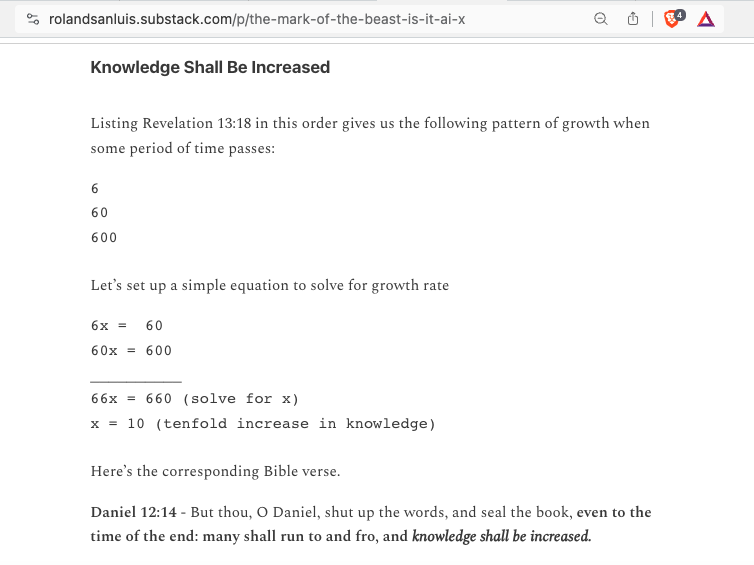 rolandsanluis.substack.com/p/the-mark-of-the-beast-is-it-ai-x
4
Knowledge Shall Be Increased
Listing Revelation 13:18 in this order gives us the following pattern of growth when
some period of time passes:
6
60
600
Let’s set up a simple equation to solve for growth rate
6x = 60
60x = 600
66x = 660 (solve for x)
x = 10 (tenfold increase in knowledge)
Here’s the corresponding Bible verse.
Daniel 12:14 - But thou, O Daniel, shut up the words, and seal the book, even to the
time of the end: many shall run to and fro, and knowledge shall be increased.